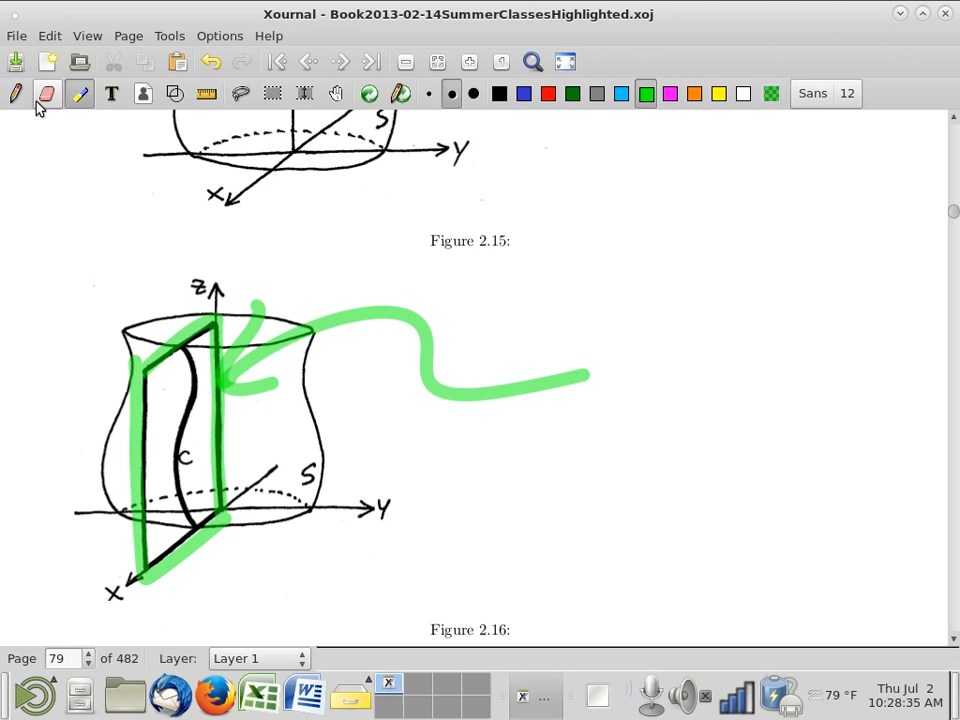 Xournal - Book2013-02-14SummerClassesHighlighted.xoj
File Edit View Page Tools Options Help
T 1 Sans 12
S
Y
X
Figure 2.15:
Z
C
S
Y
X
Figure 2.16:
Page 79 of 482 Layer: Layer 1
X W X ... 79 °F Thu Jul 2
10:28:35 AM